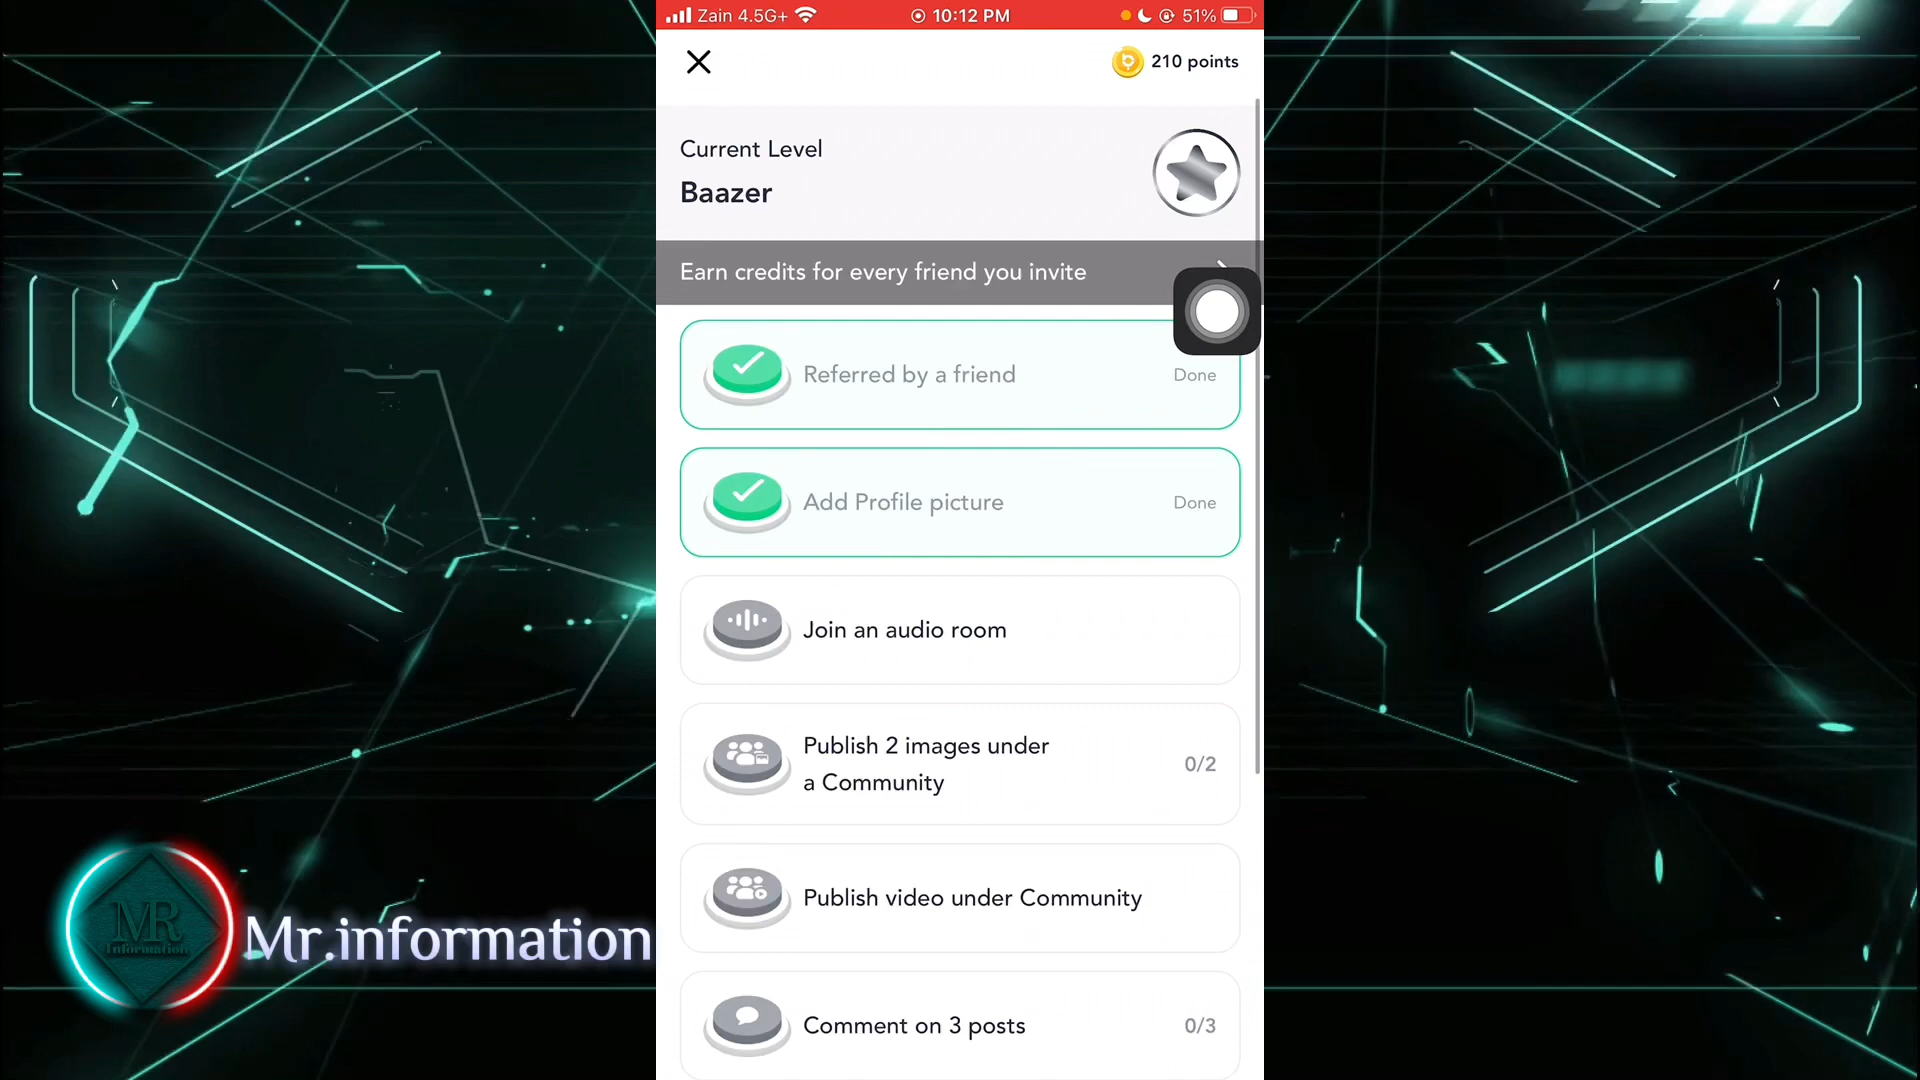 Zain 4.5G+
10:12 PM
51%
210 points
Current Level
Baazer
Earn credits for every friend you invite
Referred by a friend
Done
Add Profile picture
Done
Join an audio room
Publish 2 images under
a Community
0/2
Publish video under Community
Comment on 3 posts
0/3
MR
Information
Mr.information